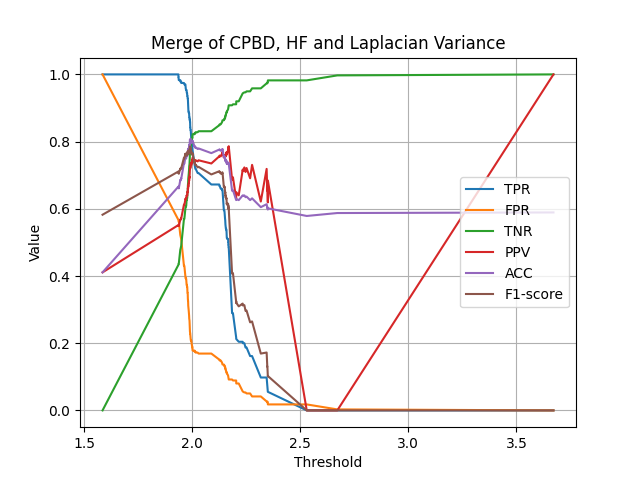 Merge of CPBD, HF and Laplacian Variance
1.0
0.8
0.6
0.4
0.2
0.0
Value
TPR
FPR
TNR
PPV
ACC
F1-score
1.5
2.0
2.5
3.0
3.5
Threshold